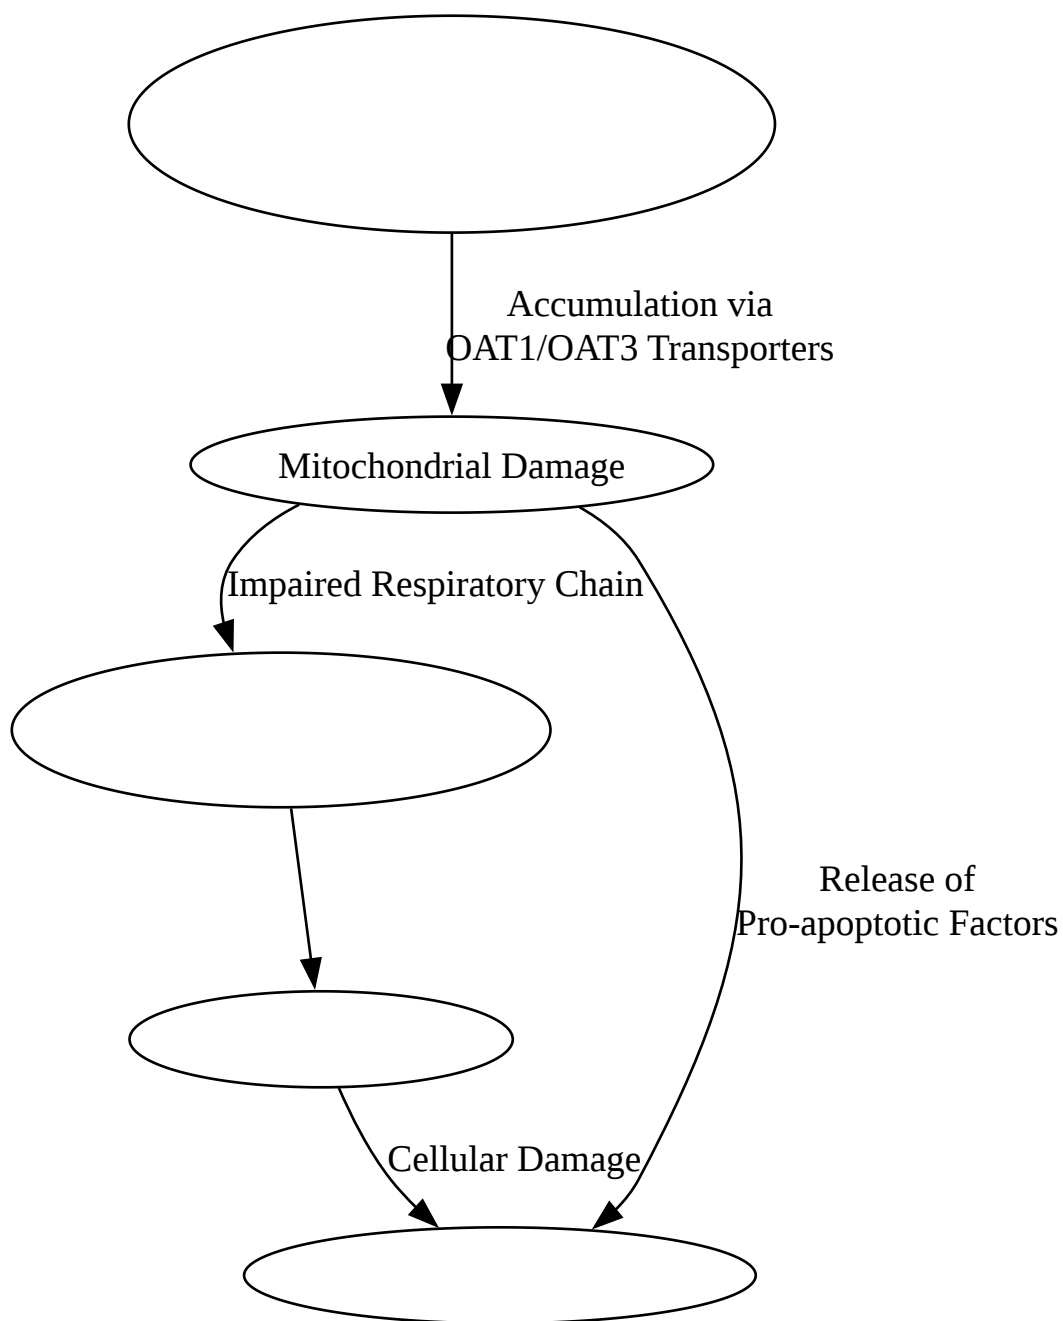 Accumulation via
OAT1/OAT3 Transporters
Mitochondrial Damage
Impaired Respiratory Chain
Release of
Pro-apoptotic Factors
Cellular Damage